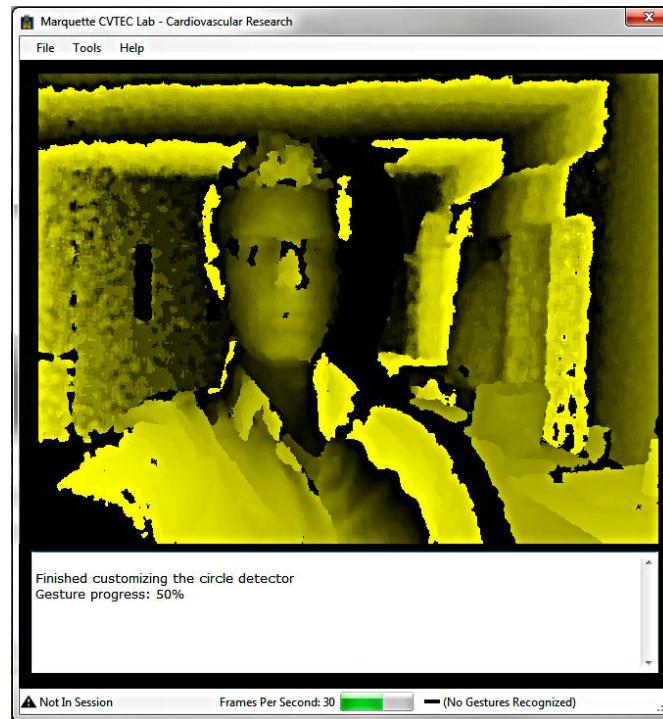 Marquette CVTEC Lab - Cardiovascular Research
File Tools Help
Finished customizing the circle detector
Gesture progress: 50%
Not In Session Frames Per Second: 30 (No Gestures Recognized)